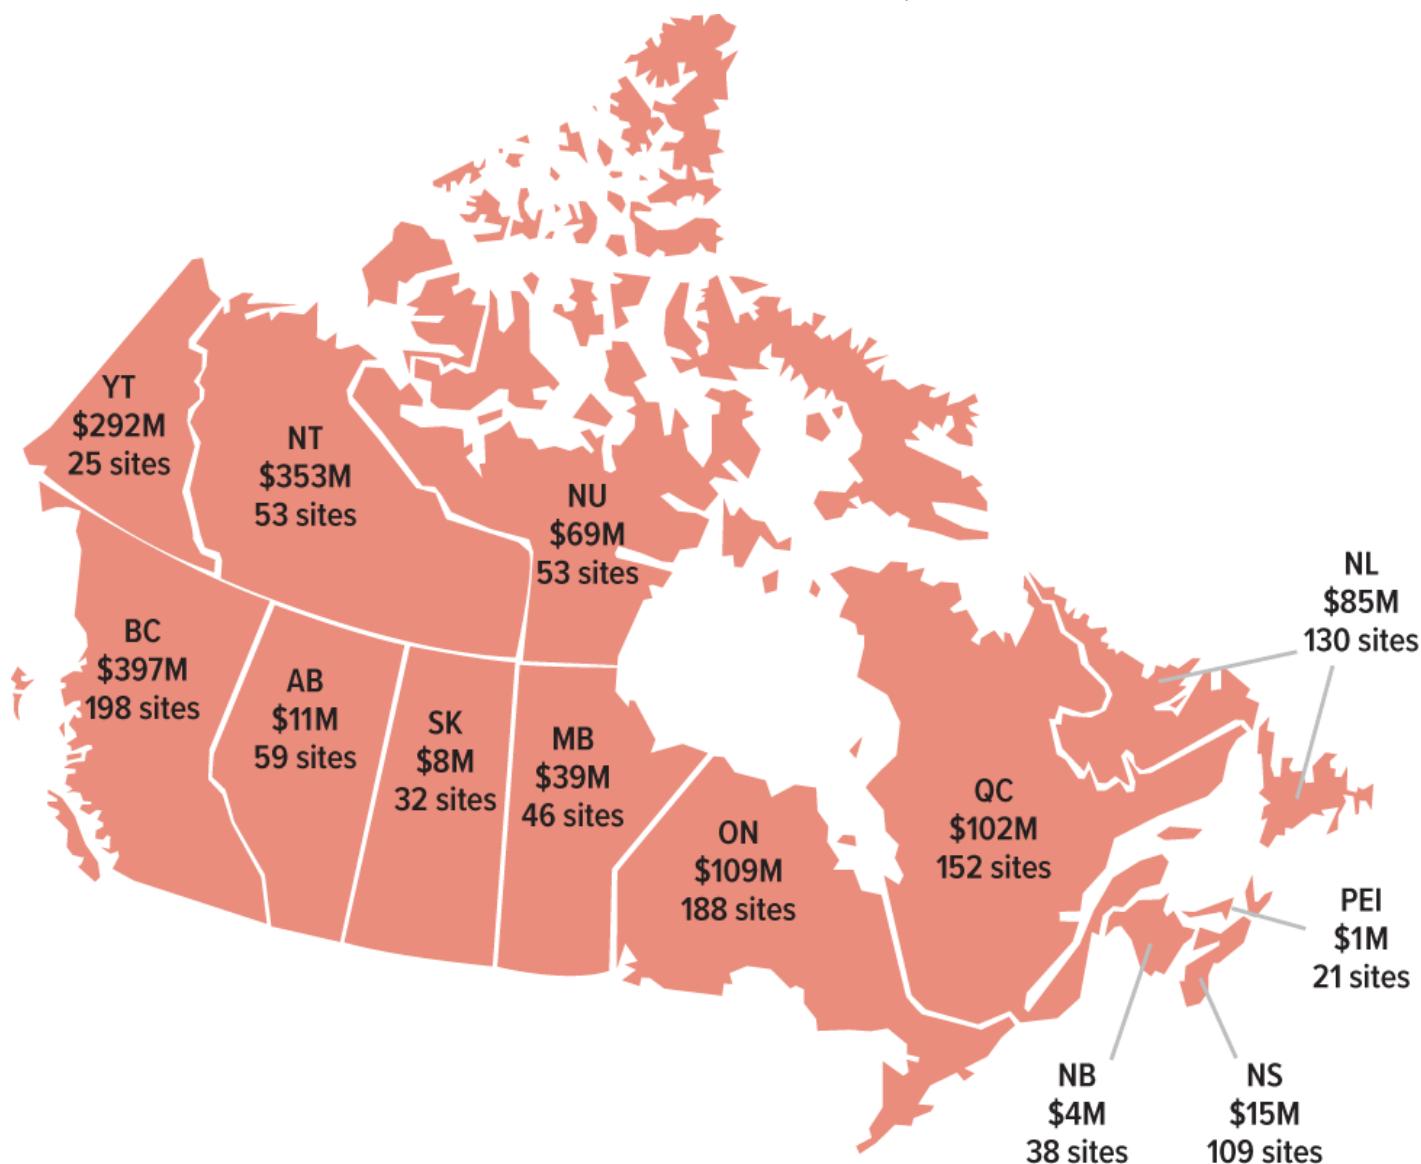 YT
$292M
25 sites
NT
$353M
53 sites
NU
$69M
53 sites
BC
$397M
198 sites
AB
$11M
59 sites
SK
$8M
32 sites
MB
$39M
46 sites
ON
$109M
188 sites
QC
$102M
152 sites
NL
$85M
130 sites
PEI
$1M
21 sites
NB
$4M
38 sites
NS
$15M
109 sites